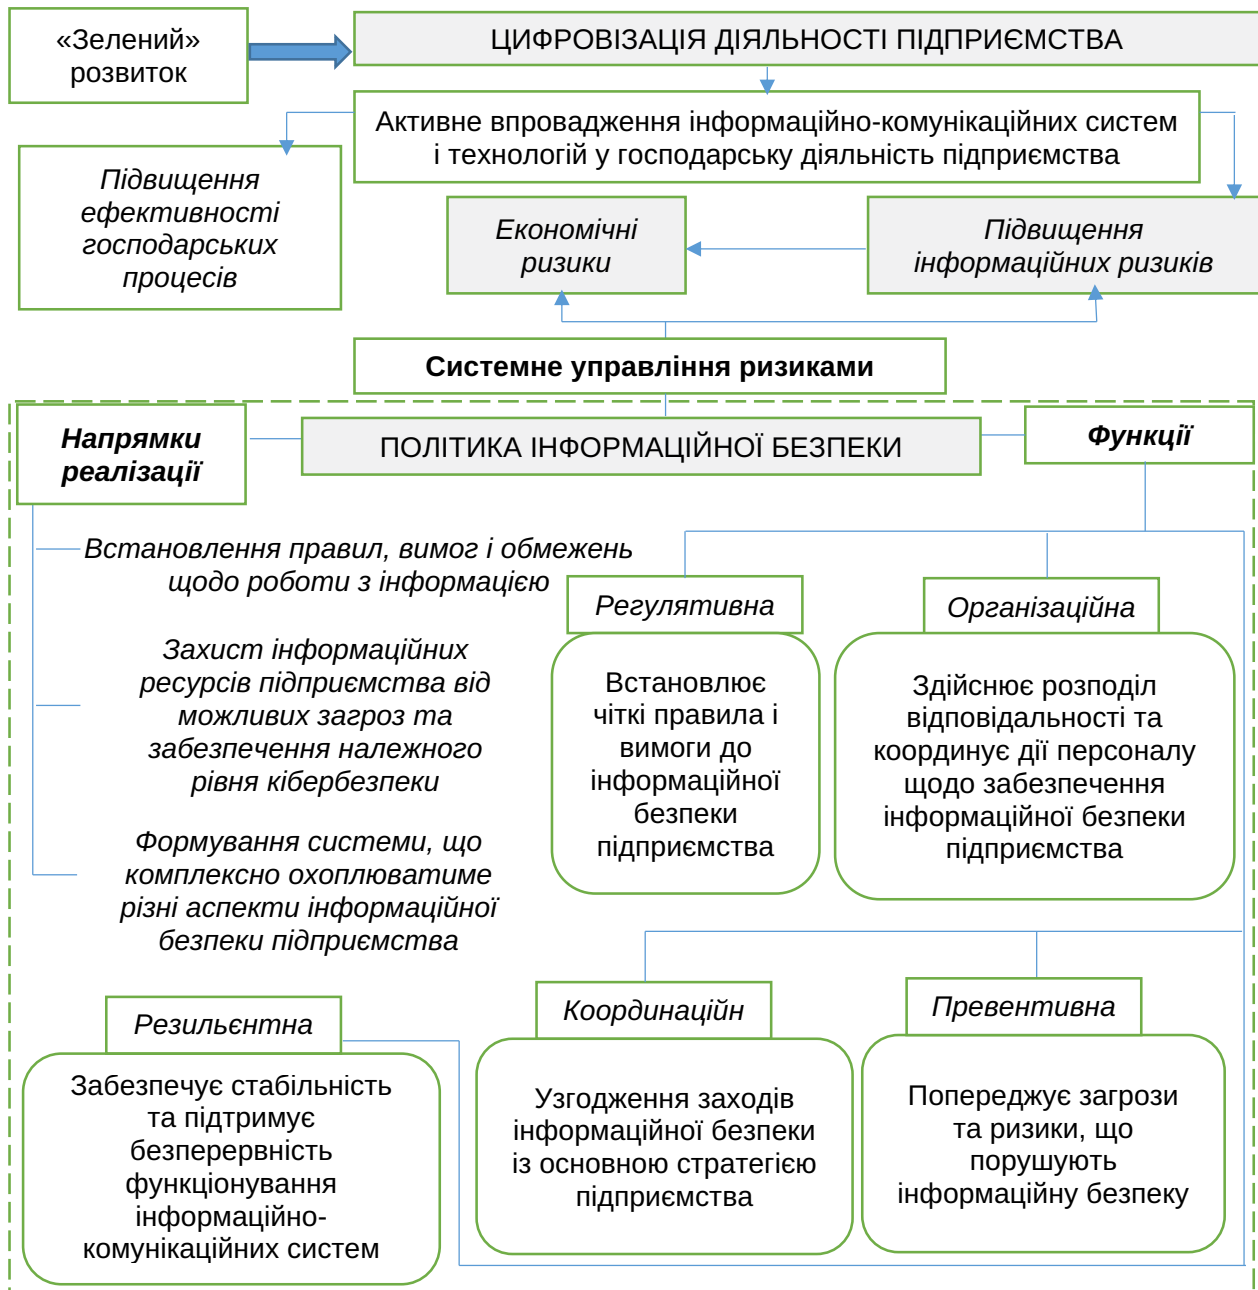 «Зелений»
розвиток
ЦИФРОВІЗАЦІЯ ДІЯЛЬНОСТІ ПІДПРИЄМСТВА
Активне впровадження інформаційно-комунікаційних систем
і технологій у господарську діяльність підприємства
Підвищення
ефективності
господарських
процесів
Економічні
ризики
Підвищення
інформаційних ризиків
Системне управління ризиками
Напрямки
реалізації
ПОЛІТИКА ІНФОРМАЦІЙНОЇ БЕЗПЕКИ
Функції
Встановлення правил, вимог і обмежень
щодо роботи з інформацією
Захист інформаційних
ресурсів підприємства від
можливих загроз та
забезпечення належного
рівня кібербезпеки
Формування системи, що
комплексно охоплюватиме
різні аспекти інформаційної
безпеки підприємства
Регулятивна
Встановлює
чіткі правила і
вимоги до
інформаційної
безпеки
підприємства
Організаційна
Здійснює розподіл
відповідальності та
координує дії персоналу
щодо забезпечення
інформаційної безпеки
підприємства
Резильєнтна
Забезпечує стабільність
та підтримує
безперервність
функціонування
інформаційно-
комунікаційних систем
Координаційн
Узгодження заходів
інформаційної безпеки
із основною стратегією
підприємства
Превентивна
Попереджує загрози
та ризики, що
порушують
інформаційну безпеку